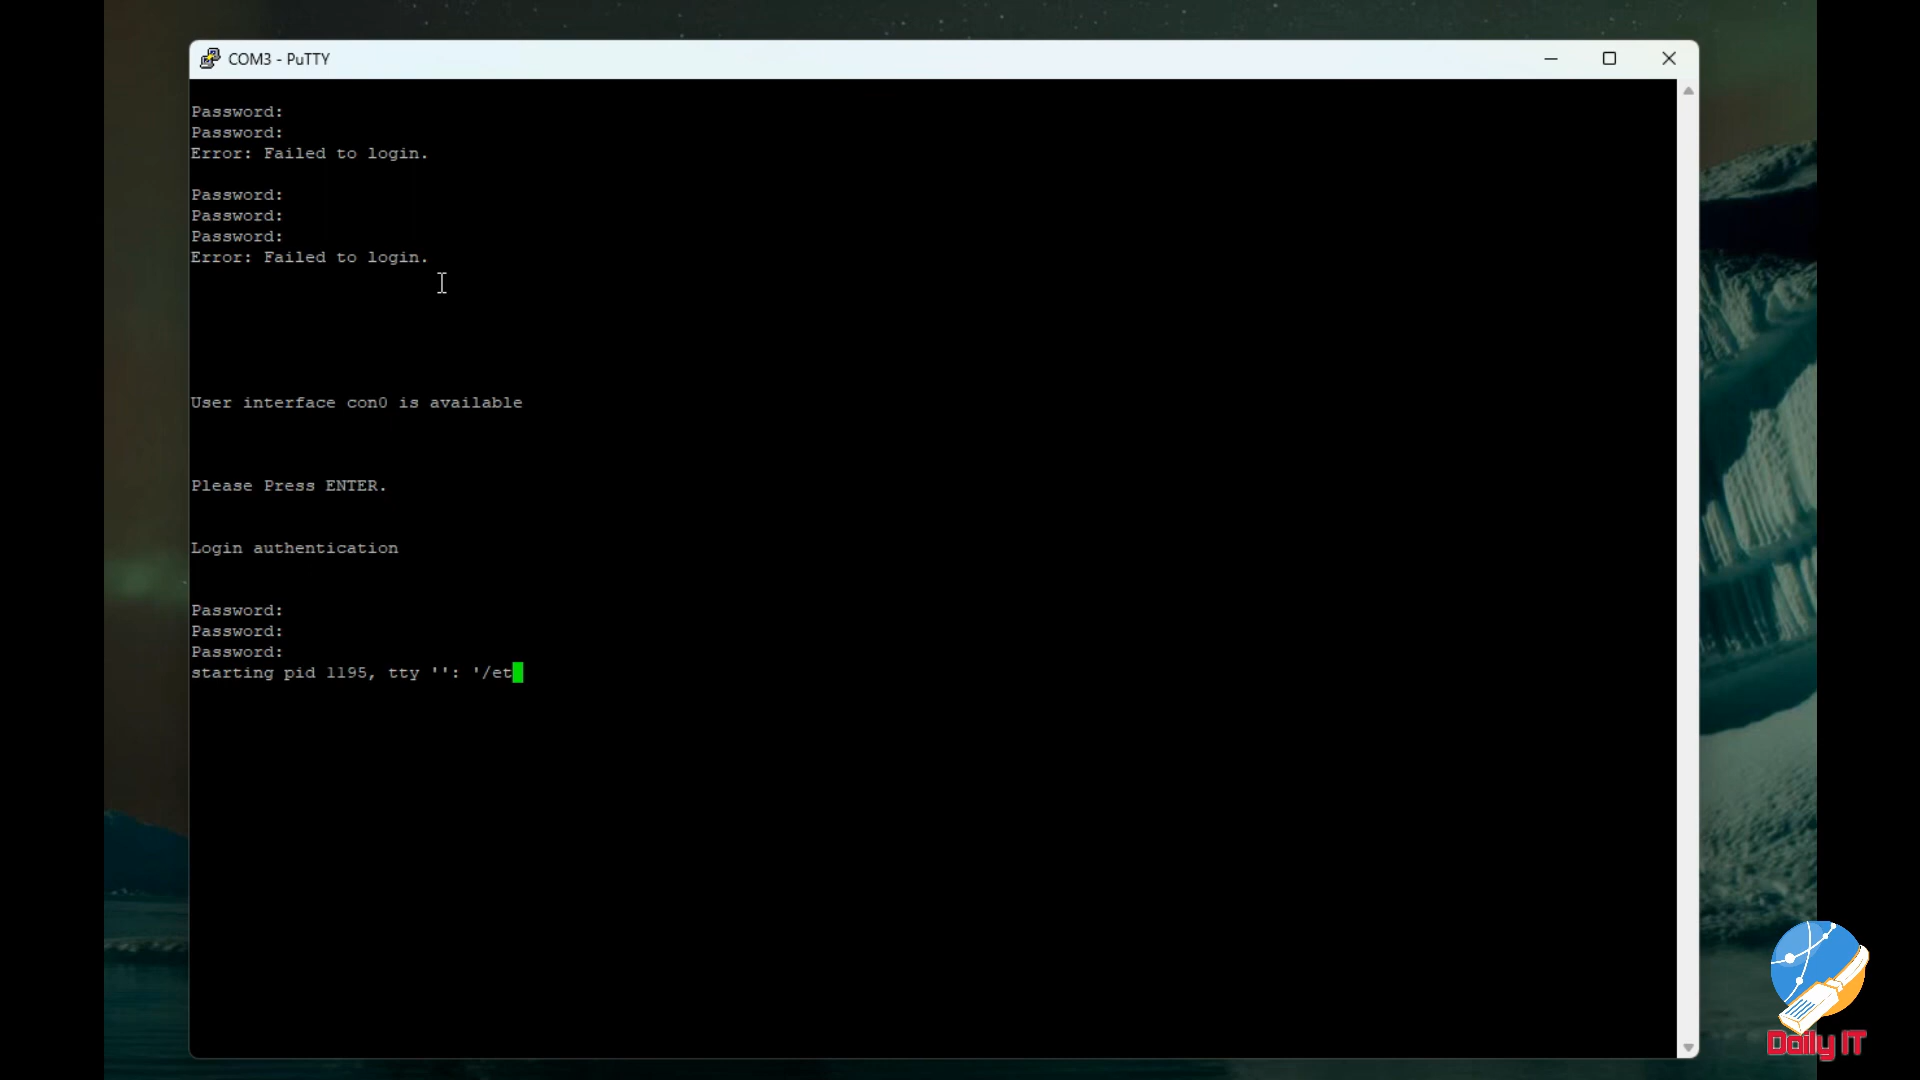 COM3 - PuTTY
Password:
Password:
Error: Failed to login.
Password:
Password:
Password:
Error: Failed to login.
User interface con0 is available
Please Press ENTER.
Login authentication
Password:
Password:
Password:
starting pid 1195, tty '': '/et
Daily IT